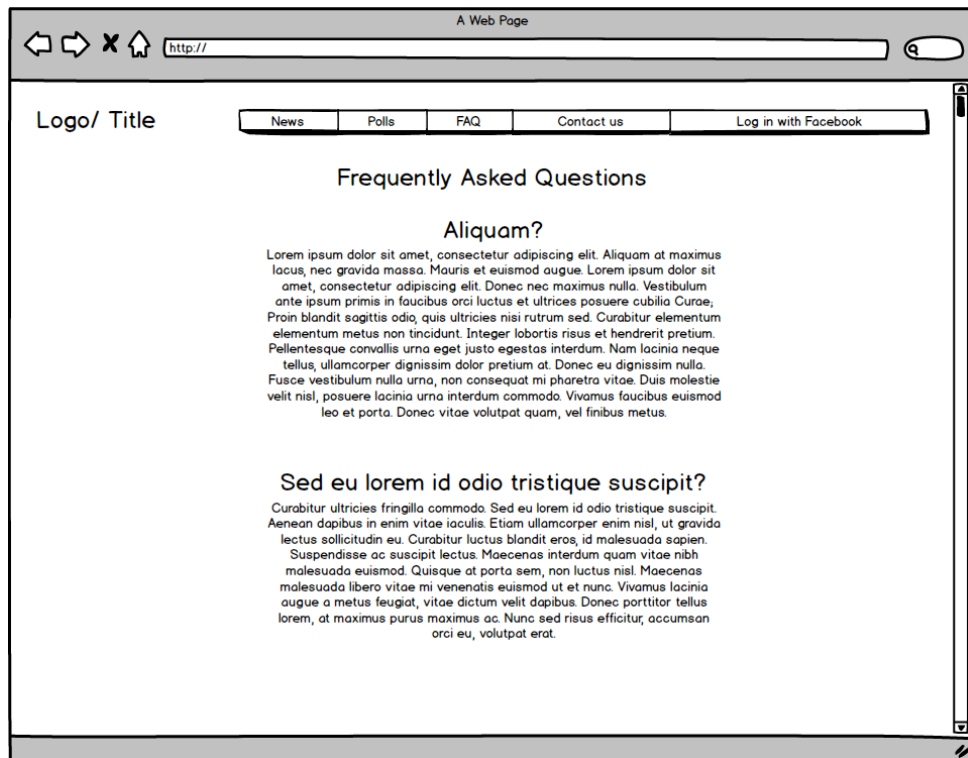 A Web Page
http://
Logo/ Title
News Polls FAQ Contact us Log in with Facebook
Frequently Asked Questions
Aliquam?
Lorem ipsum dolor sit amet, consectetur adipiscing elit. Aliquam at maximus
lacus, nec gravida massa. Mauris et euismod augue. Lorem ipsum dolor sit
amet, consectetur adipiscing elit. Donec nec maximus nulla. Vestibulum
ante ipsum primis in faucibus orci luctus et ultrices posuere cubilia Curae;
Proin blandit sagittis odio, quis ultricies nisi rutrum sed. Curabitur elementum
elementum metus non tincidunt. Integer lobortis risus et hendrerit pretium.
Pellentesque convallis urna eget justo egestas interdum. Nam lacinia neque
tellus, ullamcorper dignissim dolor pretium at. Donec eu dignissim nulla.
Fusce vestibulum nulla urna, non consequat mi pharetra vitae. Duis molestie
velit nisl, posuere lacinia urna interdum commodo. Vivamus faucibus euismod
leo et porta. Donec vitae volutpat quam, vel finibus metus.
Sed eu lorem id odio tristique suscipit?
Curabitur ultricies fringilla commodo. Sed eu lorem id odio tristique suscipit.
Aenean dapibus in enim vitae iaculis. Etiam ullamcorper enim nisl, ut gravida
lectus sollicitudin eu. Curabitur luctus blandit eros, id malesuada sapien.
Suspendisse ac suscipit lectus. Maecenas interdum quam vitae nibh
malesuada euismod. Quisque at porta sem, non luctus nisl. Maecenas
malesuada libero vitae mi venenatis euismod ut et nunc. Vivamus lacinia
augue a metus feugiat, vitae dictum velit dapibus. Donec porttitor tellus
lorem, at maximus purus maximus ac. Nunc sed risus efficitur, accumsan
orci eu, volutpat erat.